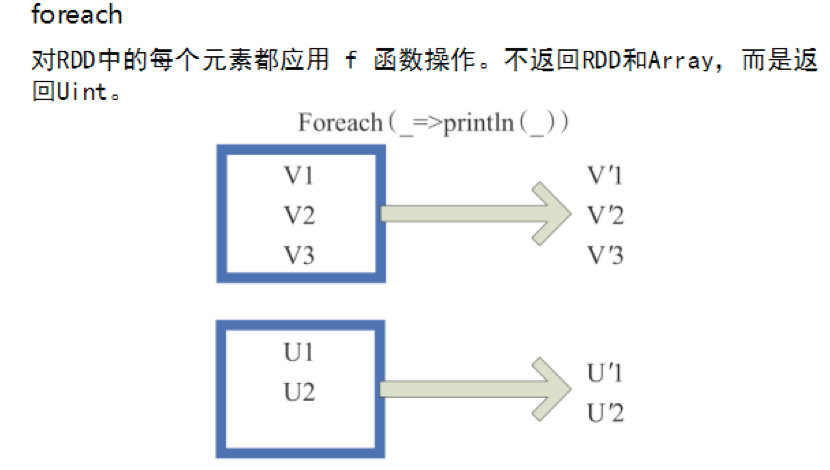 foreach
对RDD中的每个元素都应用 f 函数操作。不返回RDD和Array，而是返
回Uint。
Foreach(_=>println(_))
V1
V2
V3
V′1
V′2
V′3
U1
U2
U′1
U′2